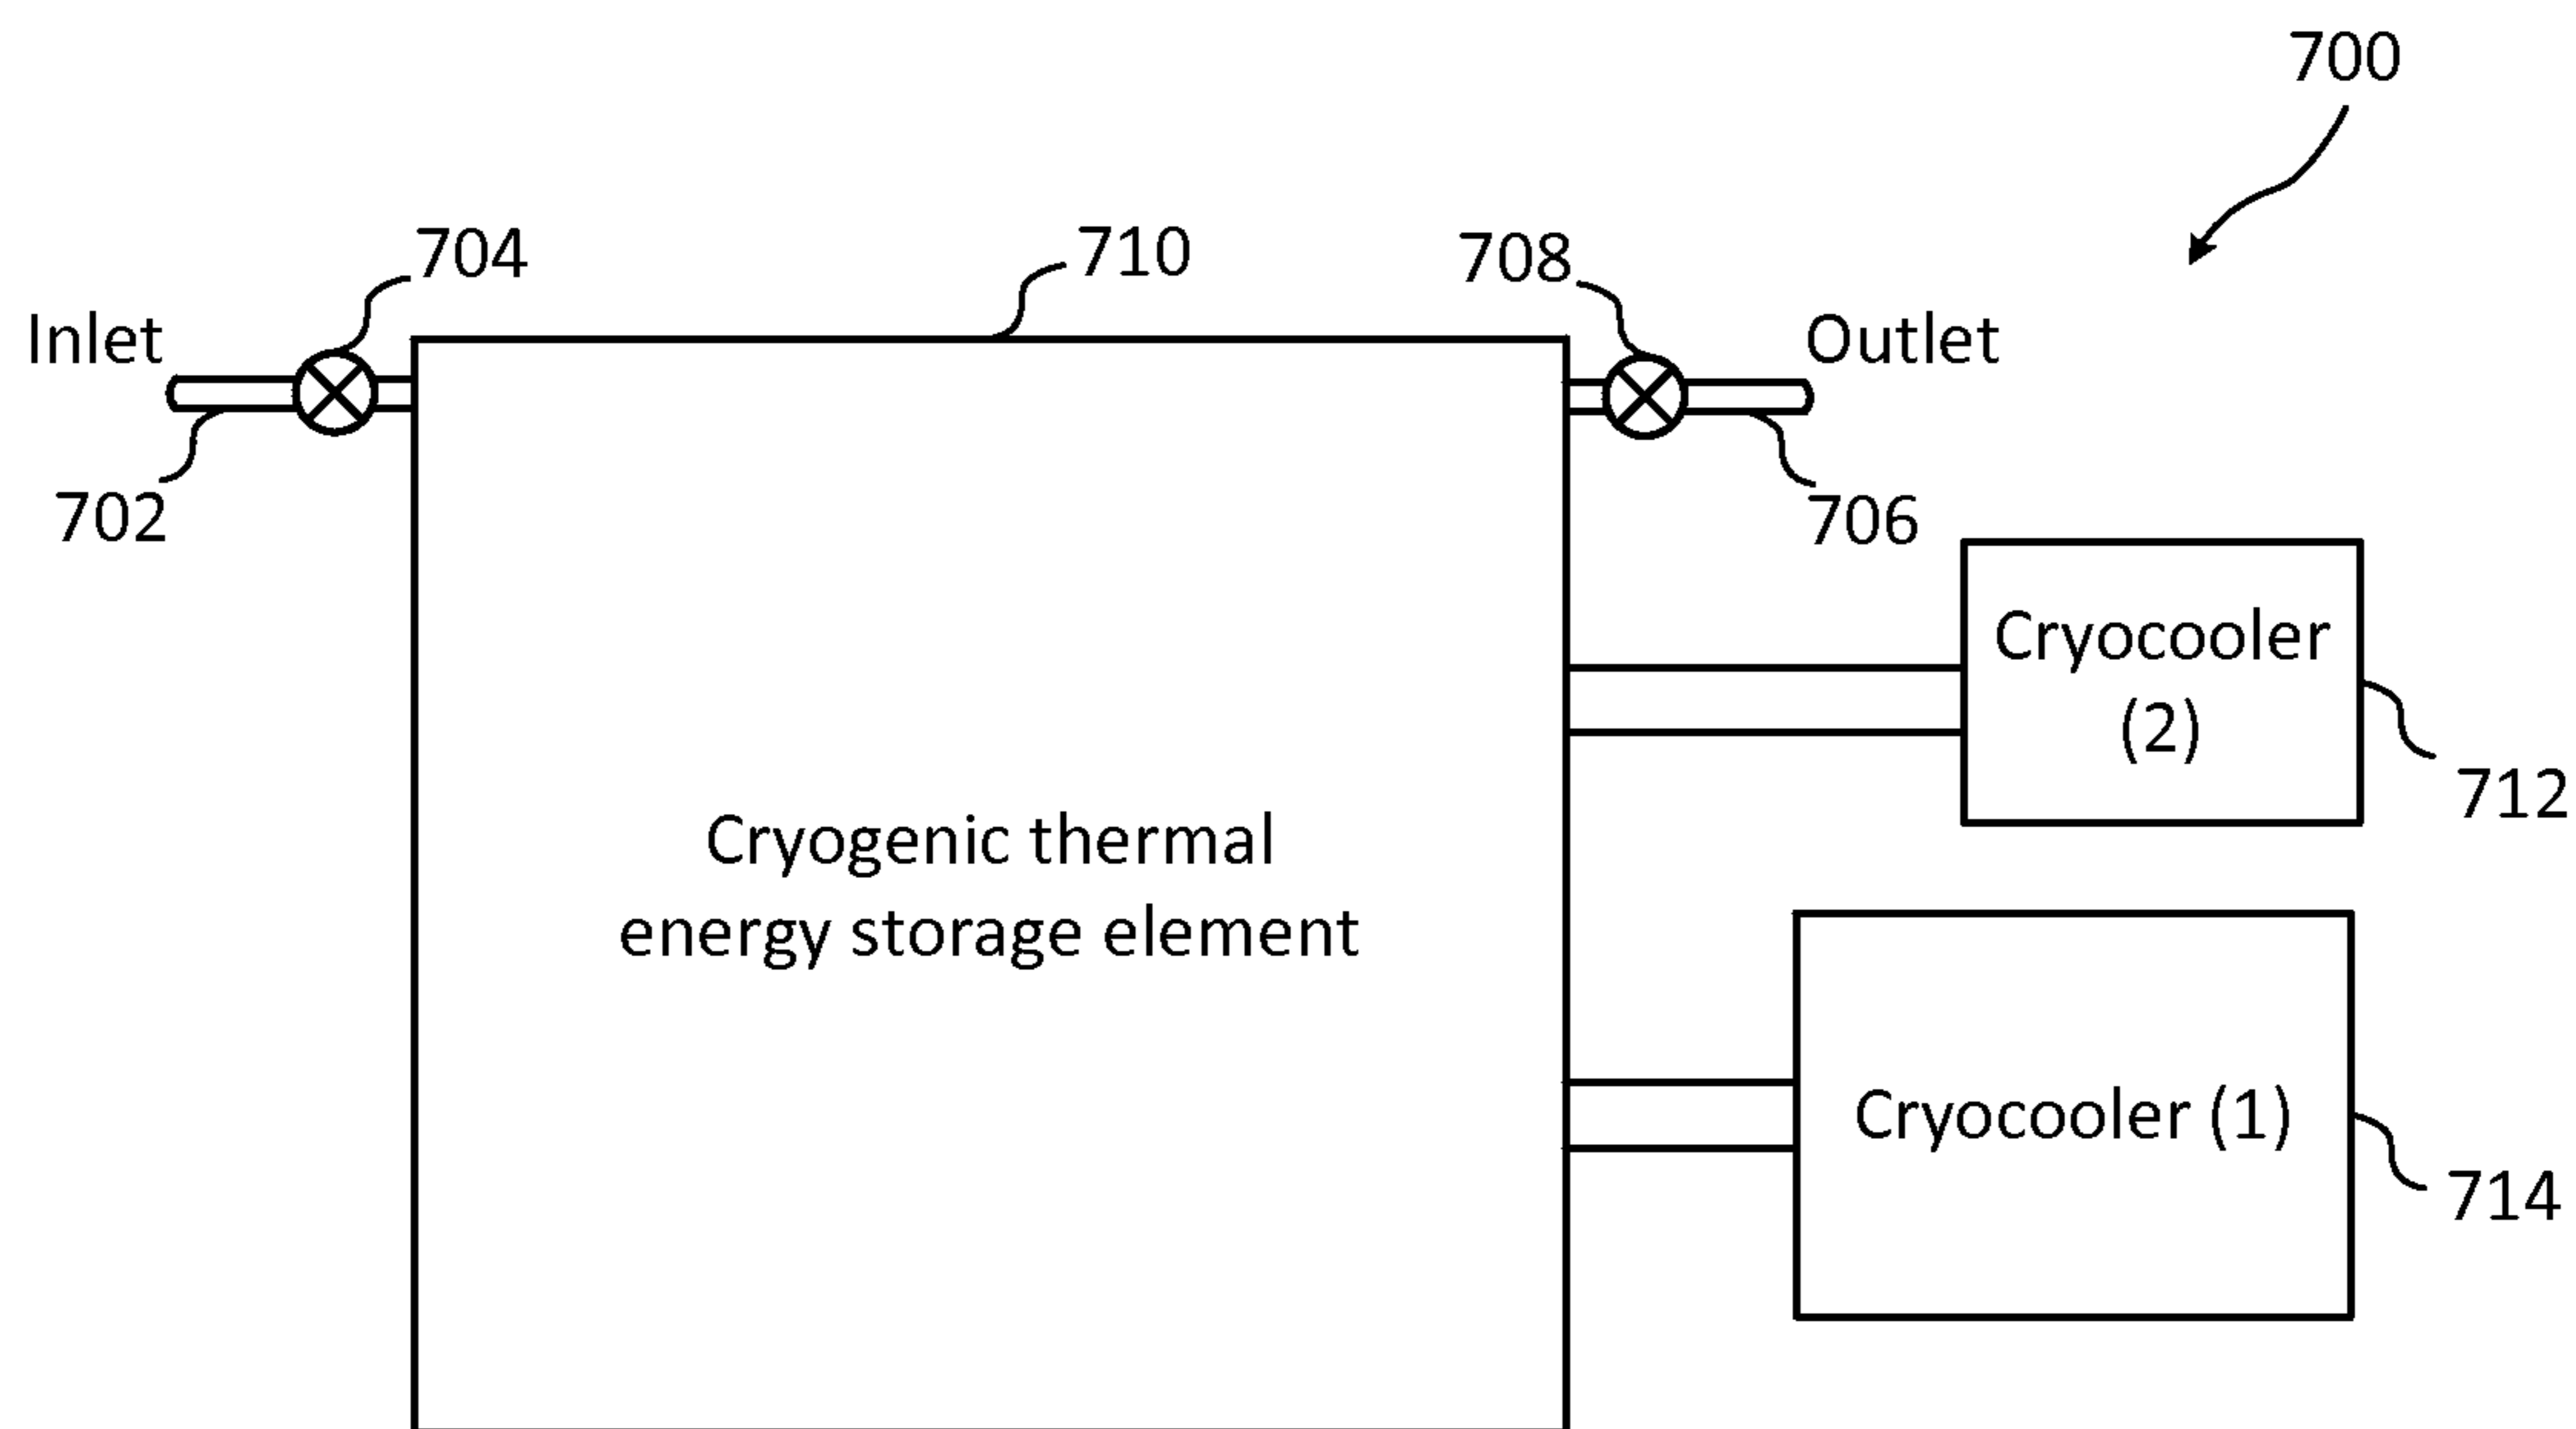 700
704
710
708
Inlet
Outlet
702
706
Cryocooler
(2)
712
Cryogenic thermal
energy storage element
Cryocooler (1)
714